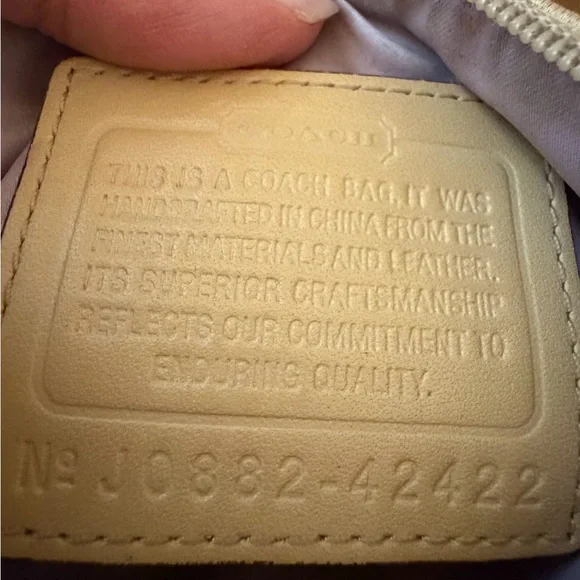 COACH
THIS IS A COACH BAG. IT WAS
HANDCRAFTED IN CHINA FROM THE
FINEST MATERIALS AND LEATHER.
ITS SUPERIOR CRAFTSMANSHIP
REFLECTS OUR COMMITMENT TO
ENDURING QUALITY.
Nº J0882-42422